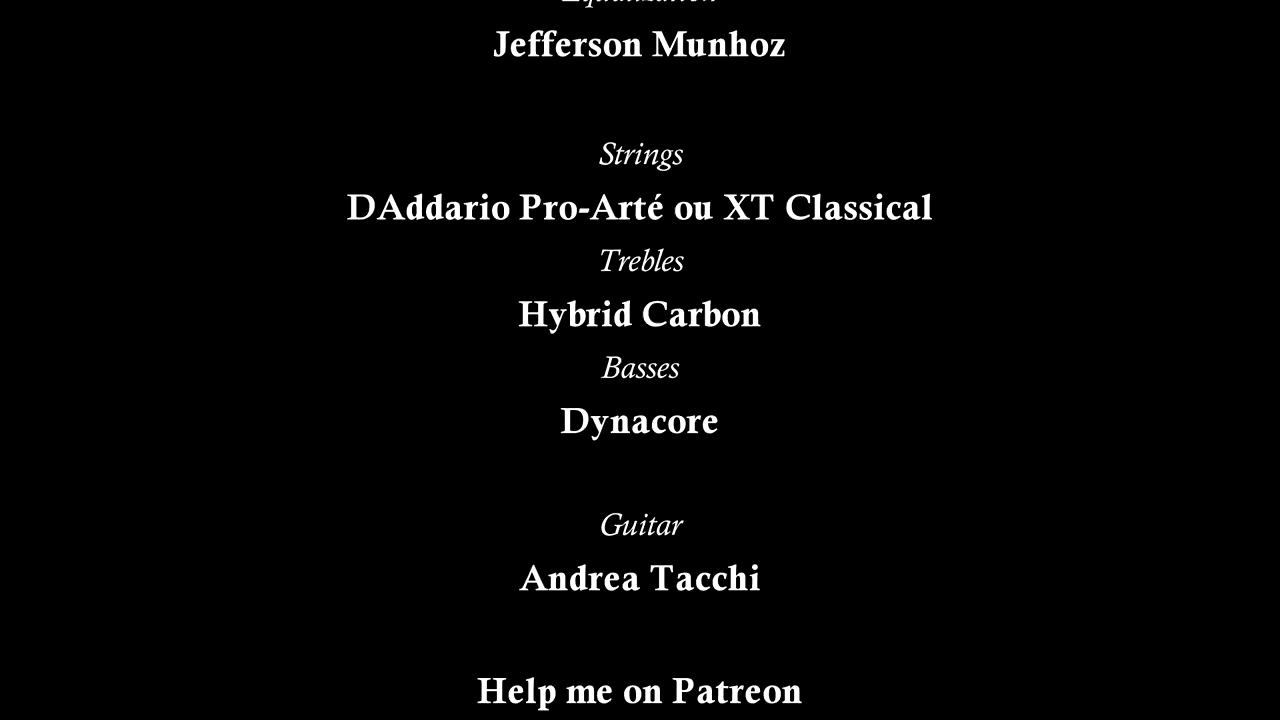 Equalization
Jefferson Munhoz
Strings
DAddario Pro-Arté ou XT Classical
Trebles
Hybrid Carbon
Basses
Dynacore
Guitar
Andrea Tacchi
Help me on Patreon